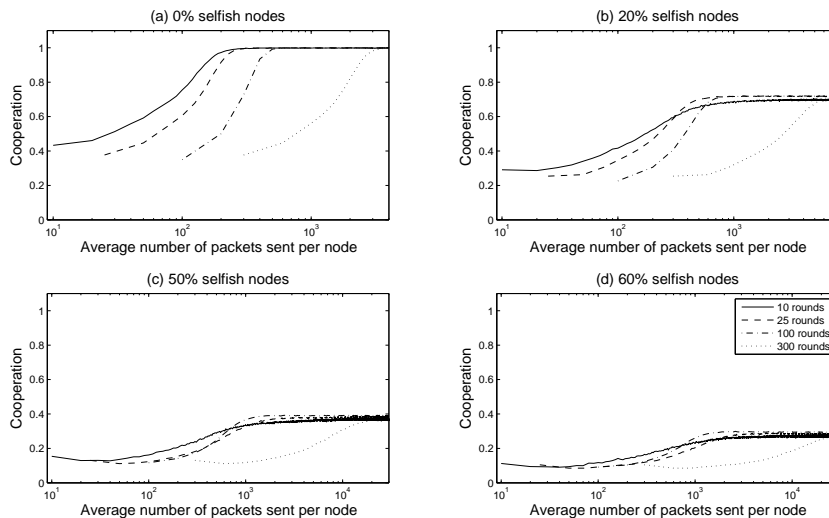 (a) 0% selfish nodes
1
0.8
0.6
0.4
0.2
0
Cooperation
10^1 10^2 10^3
Average number of packets sent per node
(b) 20% selfish nodes
1
0.8
0.6
0.4
0.2
0
Cooperation
10^1 10^2 10^3
Average number of packets sent per node
(c) 50% selfish nodes
1
0.8
0.6
0.4
0.2
0
Cooperation
10^1 10^2 10^3 10^4
Average number of packets sent per node
(d) 60% selfish nodes
10 rounds
25 rounds
100 rounds
300 rounds
1
0.8
0.6
0.4
0.2
0
Cooperation
10^1 10^2 10^3 10^4
Average number of packets sent per node